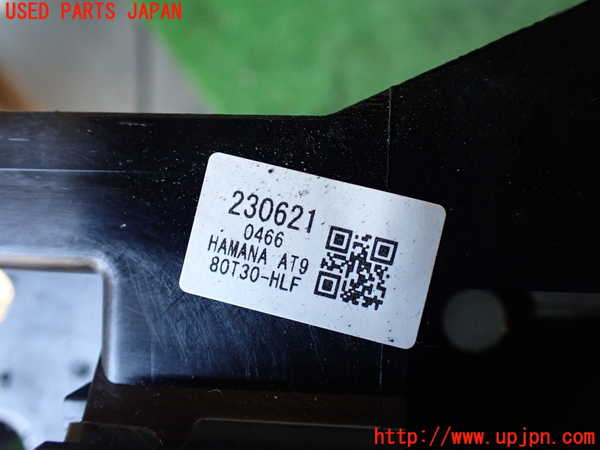 USED PARTS JAPAN
230621
0466
HAMANA AT9
80T30-HLF
http://www.upjpn.com/